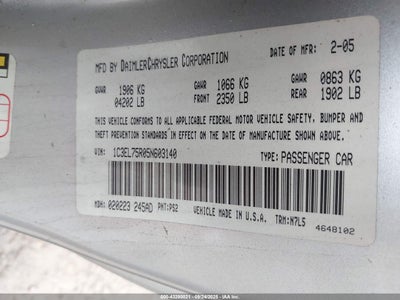 MFD BY DAIMLERCHRYSLER CORPORATION DATE OF MFR: 2-05
GVWR 1906 KG GAWR 1066 KG GAWR 0863 KG
04202 LB FRONT 2350 LB REAR 1902 LB
THIS VEHICLE CONFORMS TO ALL APPLICABLE FEDERAL MOTOR VEHICLE SAFETY, BUMPER AND
THEFT PREVENTION STANDARDS IN EFFECT ON THE DATE OF MANUFACTURE SHOWN ABOVE.
VIN: 1C3EL75R05N603140 TYPE: PASSENGER CAR
MDH: 020223 245AD PNT: PS2 VEHICLE MADE IN U.S.A. TRM: N7L5
4648102